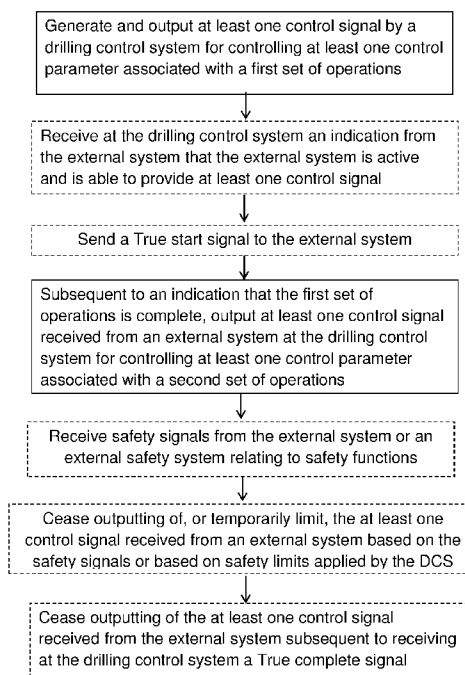 Generate and output at least one control signal by a
drilling control system for controlling at least one control
parameter associated with a first set of operations
Receive at the drilling control system an indication from
the external system that the external system is active
and is able to provide at least one control signal
Send a True start signal to the external system
Subsequent to an indication that the first set of
operations is complete, output at least one control signal
received from an external system at the drilling control
system for controlling at least one control parameter
associated with a second set of operations
Receive safety signals from the external system or an
external safety system relating to safety functions
Cease outputting of, or temporarily limit, the at least one
control signal received from an external system based on the
safety signals or based on safety limits applied by the DCS
Cease outputting of the at least one control signal
received from the external system subsequent to receiving
at the drilling control system a True complete signal